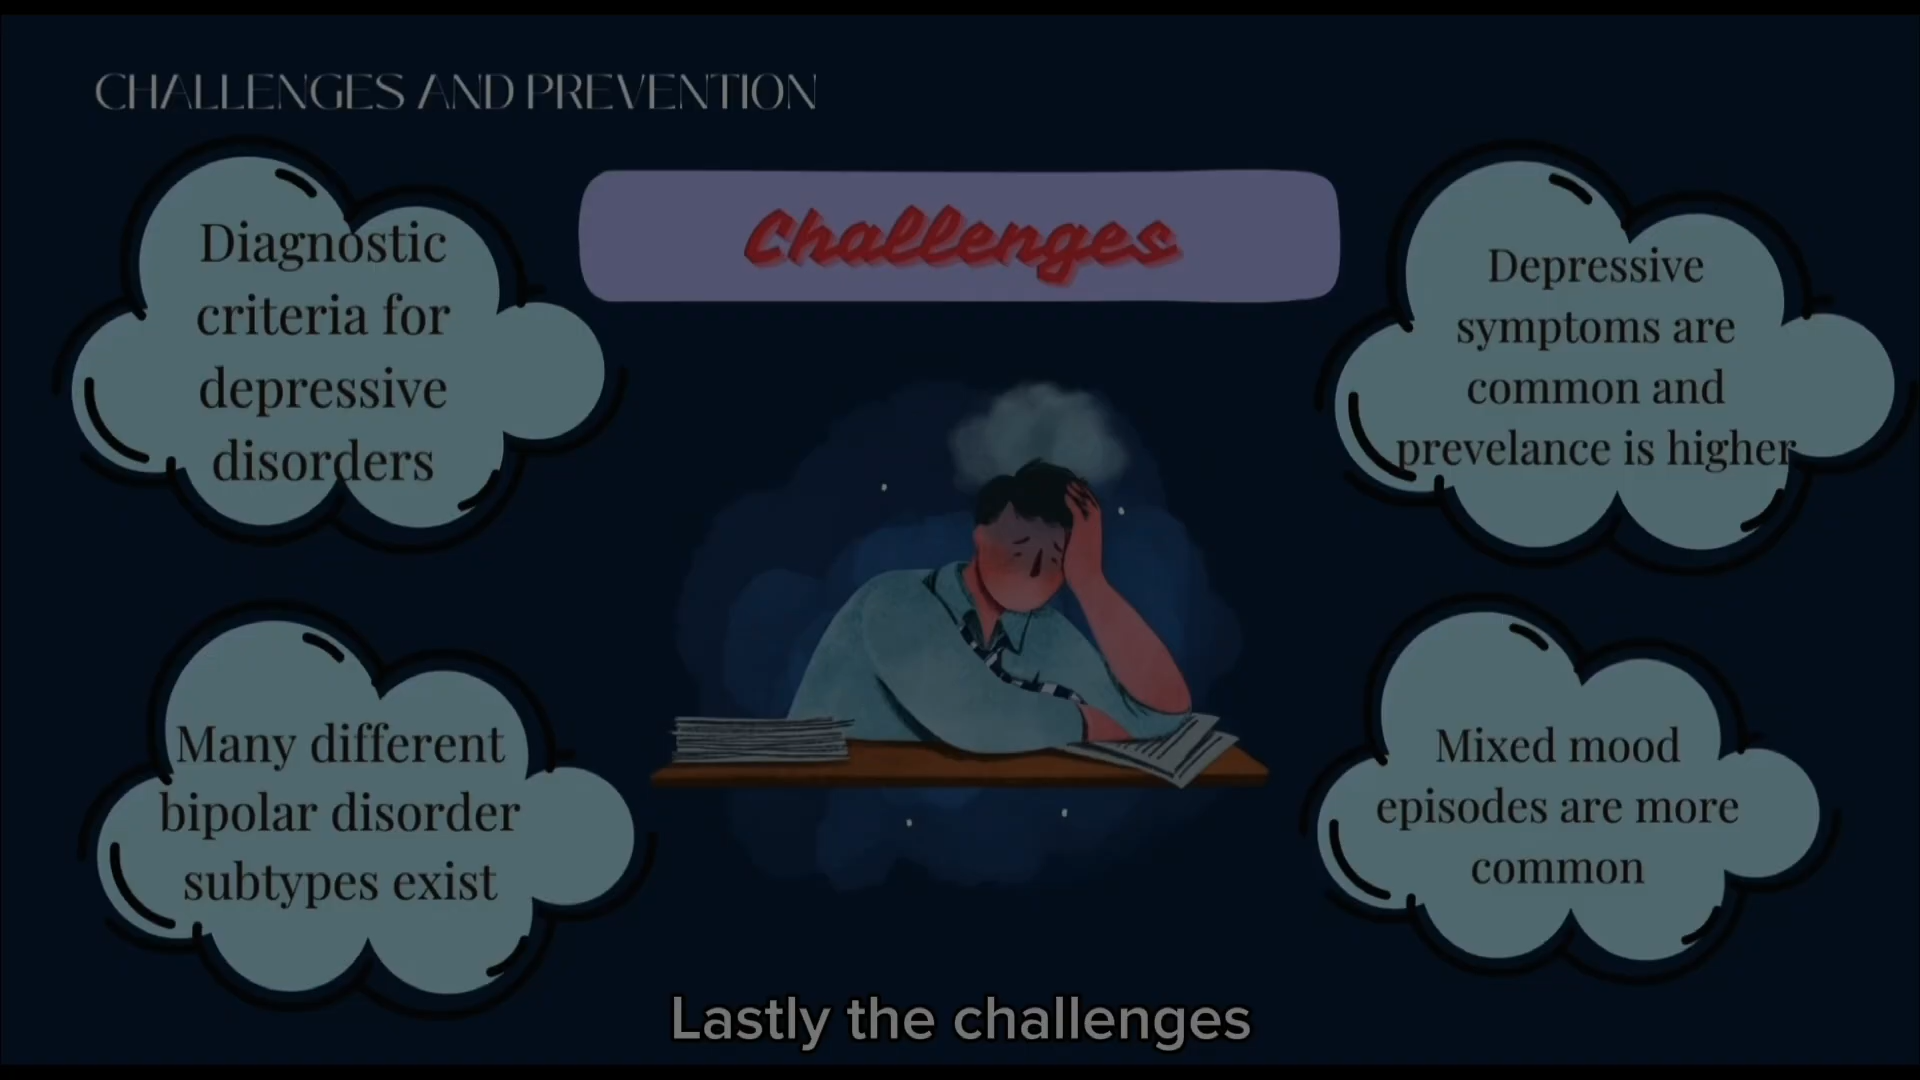 CHALLENGES AND PREVENTION
Challenges
Diagnostic
criteria for
depressive
disorders
Depressive
symptoms are
common and
prevelance is higher
Many different
bipolar disorder
subtypes exist
Mixed mood
episodes are more
common
Lastly the challenges